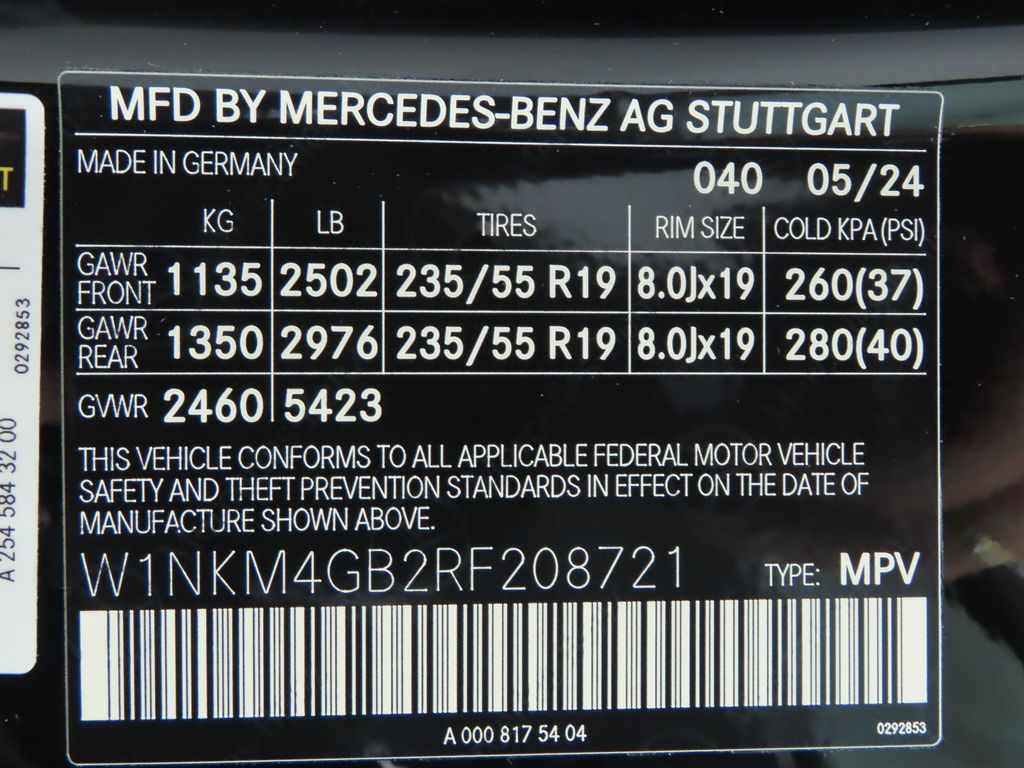 MFD BY MERCEDES-BENZ AG STUTTGART
MADE IN GERMANY 040 05/24
KG LB TIRES RIM SIZE COLD KPA (PSI)
GAWR FRONT 1135 2502 235/55 R19 8.0Jx19 260(37)
GAWR REAR 1350 2976 235/55 R19 8.0Jx19 280(40)
GVWR 2460 5423
THIS VEHICLE CONFORMS TO ALL APPLICABLE FEDERAL MOTOR VEHICLE
SAFETY AND THEFT PREVENTION STANDARDS IN EFFECT ON THE DATE OF
MANUFACTURE SHOWN ABOVE.
W1NKM4GB2RF208721 TYPE: MPV
A 000 817 54 04 0292853
T
0292853
A 254 584 32 00